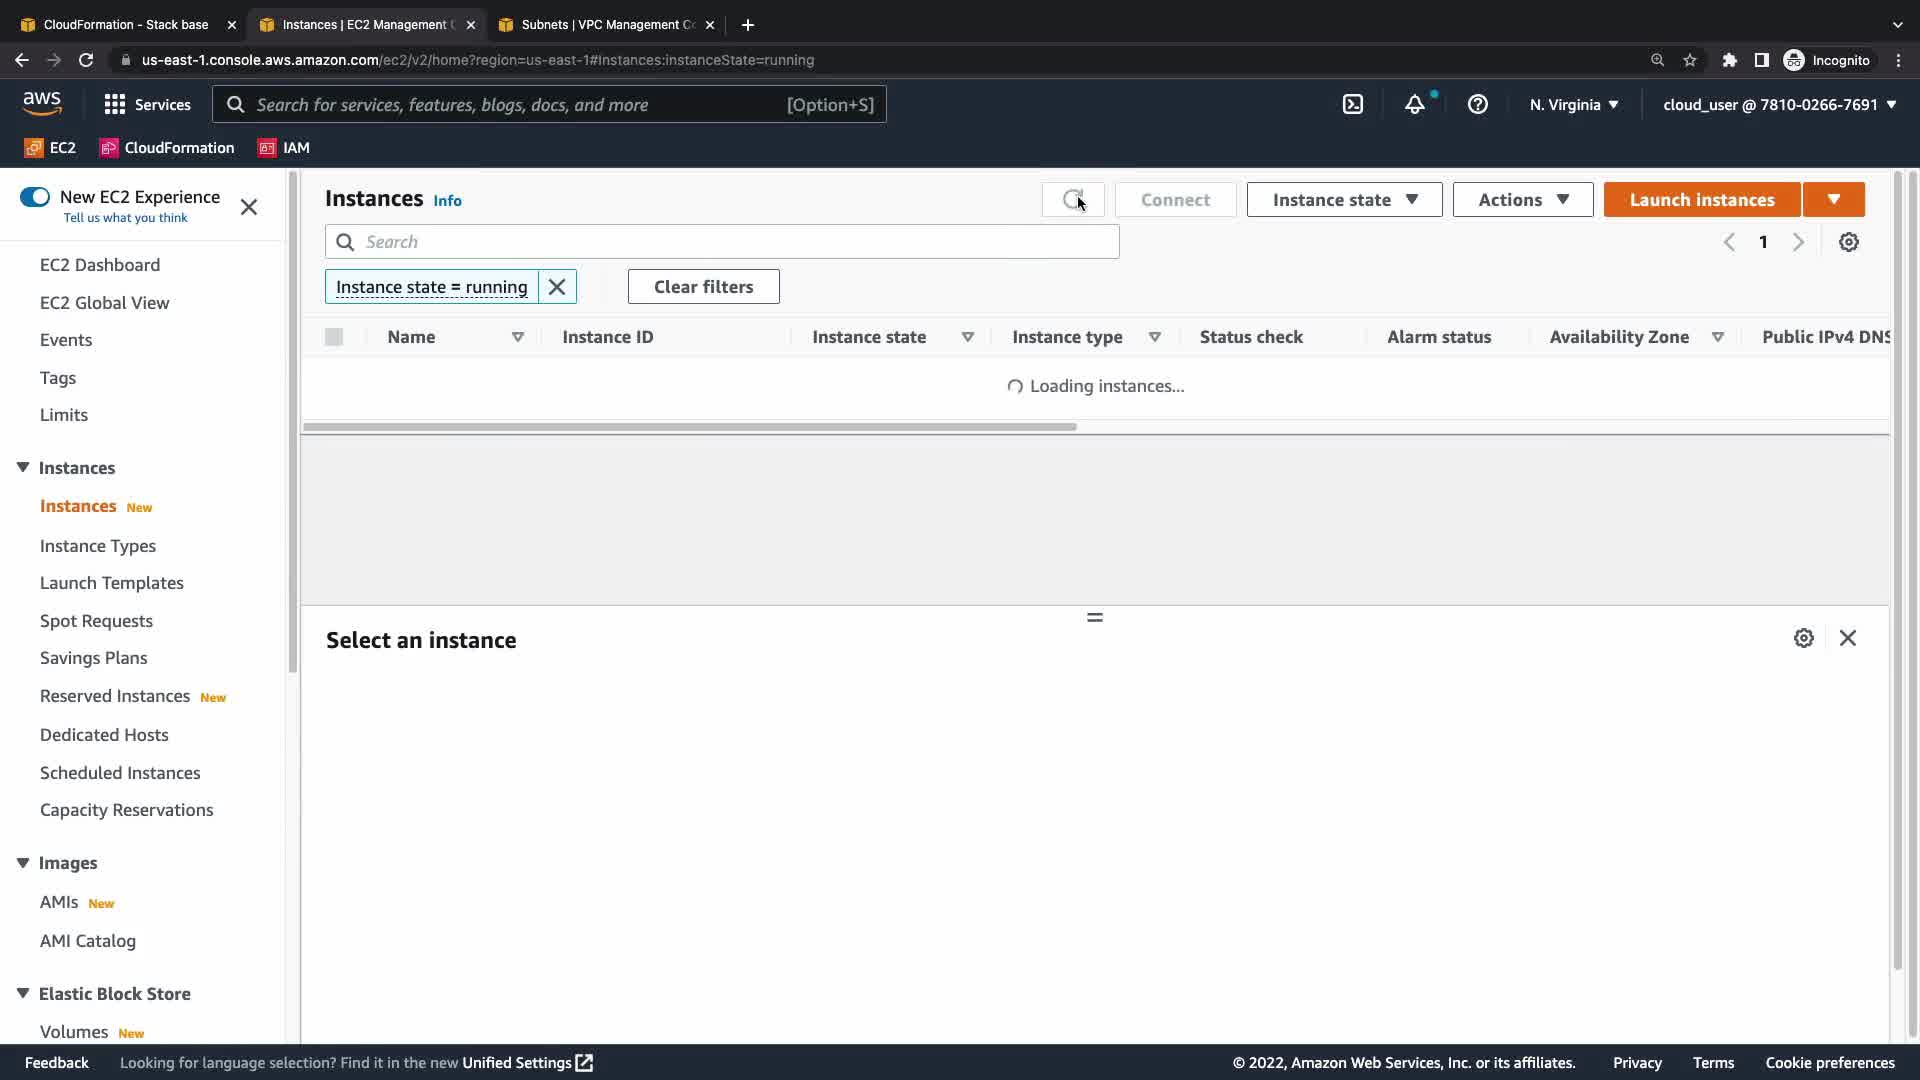 CloudFormation - Stack base
Instances | EC2 Management C
Subnets | VPC Management Co
us-east-1.console.aws.amazon.com/ec2/v2/home?region=us-east-1#Instances:instanceState=running
Incognito
aws
Services
Search for services, features, blogs, docs, and more
[Option+S]
N. Virginia
cloud_user @ 7810-0266-7691
EC2
CloudFormation
IAM
New EC2 Experience
Tell us what you think
EC2 Dashboard
EC2 Global View
Events
Tags
Limits
Instances
Instances New
Instance Types
Launch Templates
Spot Requests
Savings Plans
Reserved Instances New
Dedicated Hosts
Scheduled Instances
Capacity Reservations
Images
AMIs New
AMI Catalog
Elastic Block Store
Volumes New
Instances Info
Connect
Instance state
Actions
Launch instances
Search
1
Instance state = running
Clear filters
Name
Instance ID
Instance state
Instance type
Status check
Alarm status
Availability Zone
Public IPv4 DNS
Loading instances...
Select an instance
Feedback
Looking for language selection? Find it in the new Unified Settings
© 2022, Amazon Web Services, Inc. or its affiliates.
Privacy
Terms
Cookie preferences